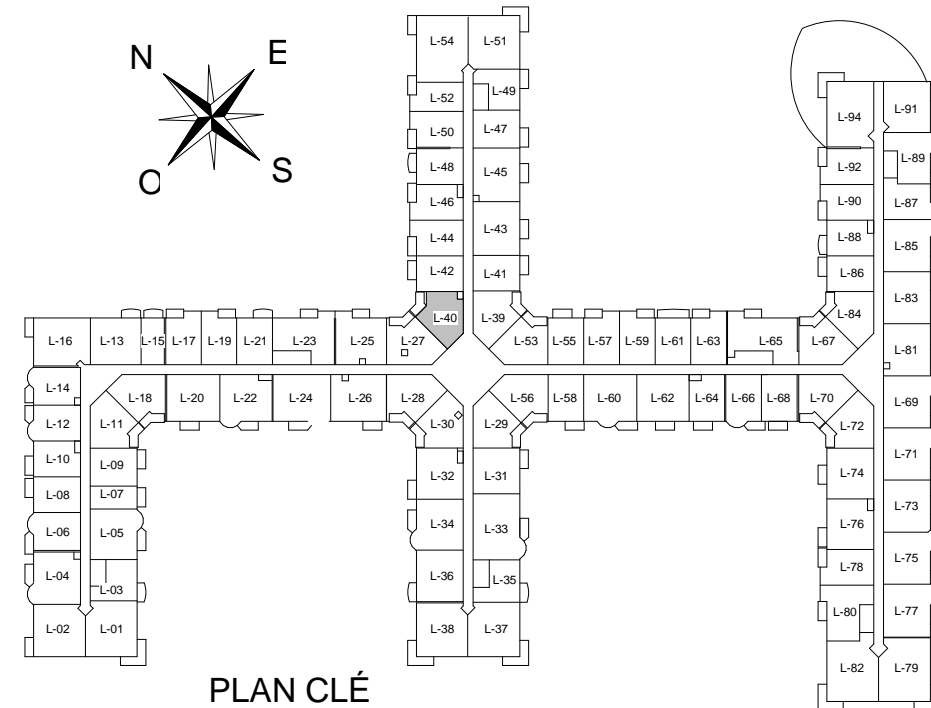 N E
O S
L-54 L-51
L-52 L-49
L-50 L-47
L-48 L-45
L-46
L-44 L-43
L-42 L-41
L-40 L-39
L-94 L-91
L-92 L-89
L-90 L-87
L-88 L-85
L-86
L-84 L-83
L-16 L-13 L-15 L-17 L-19 L-21 L-23 L-25 L-27
L-53 L-55 L-57 L-59 L-61 L-63 L-65 L-67 L-81
L-14 L-18 L-20 L-22 L-24 L-26 L-28
L-56 L-58 L-60 L-62 L-64 L-66 L-68 L-70 L-69
L-12 L-11 L-30 L-29 L-72
L-10 L-09 L-32 L-31 L-74 L-71
L-08 L-07
L-06 L-05 L-34 L-33 L-76 L-73
L-04 L-03 L-36 L-35 L-78 L-75
L-80 L-77
L-02 L-01 L-38 L-37 L-82 L-79
PLAN CLÉ